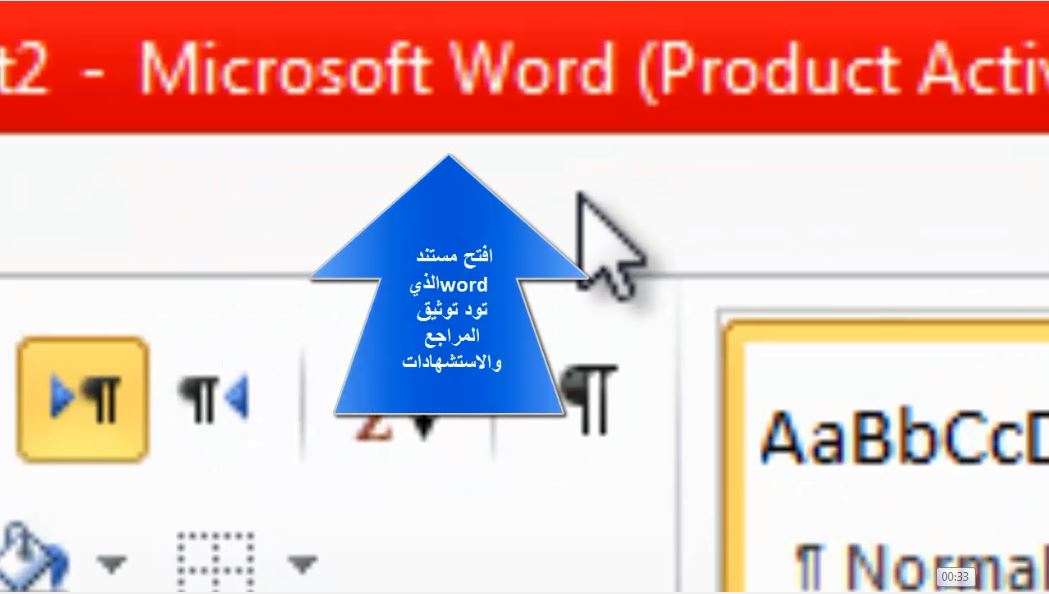 t2 - Microsoft Word (Product Activ
افتح مستند
wordالذي
تود توثيق
المراجع
والاستشهادات
AaBbCcD
¶ Normal
00:33